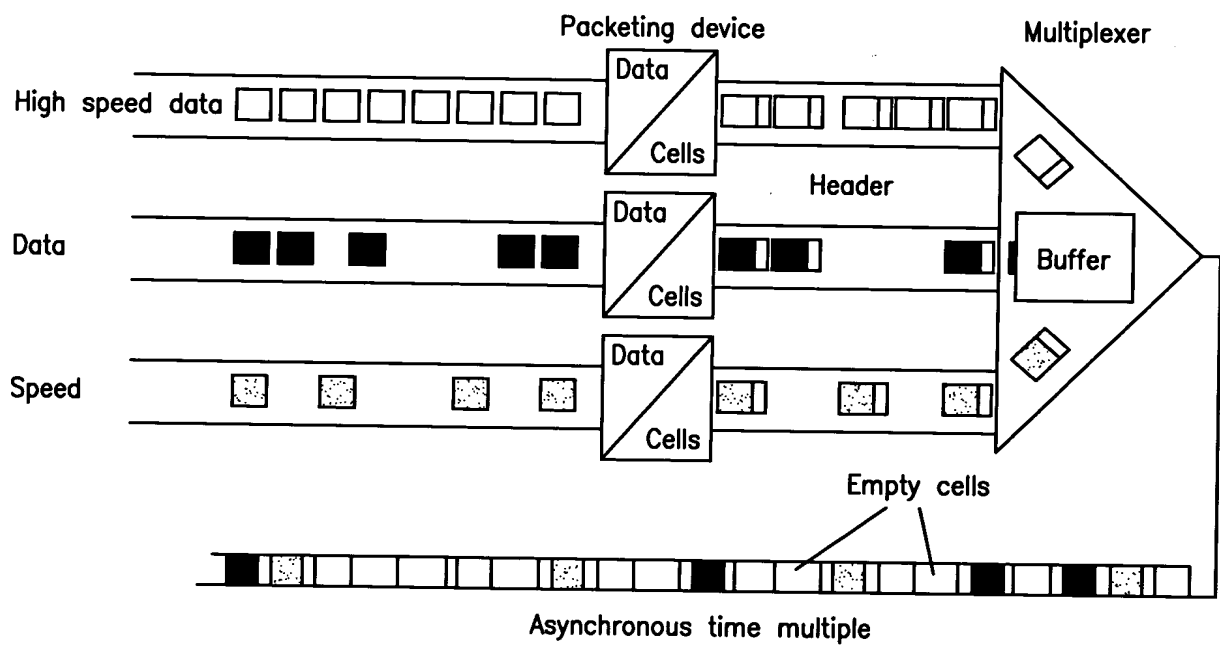 Packeting device
Multiplexer
High speed data
Data
Cells
Header
Data
Data
Cells
Buffer
Speed
Data
Cells
Empty cells
Asynchronous time multiple